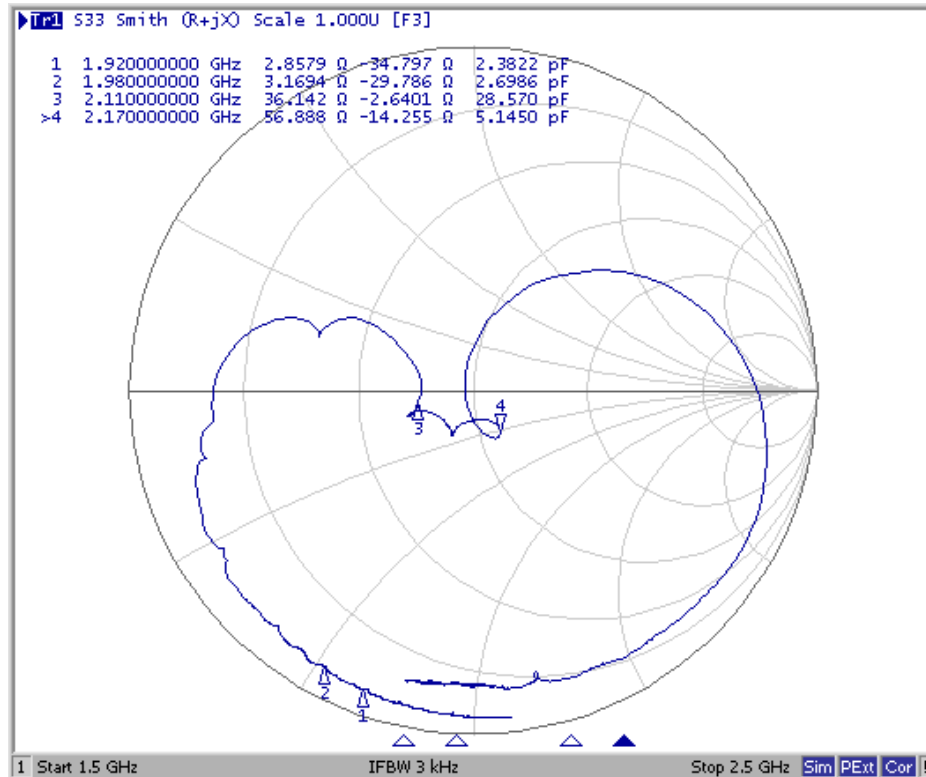 Tr1 S33 Smith (R+jX) Scale 1.000U [F3]
1 1.920000000 GHz 2.8579 Ω -34.797 Ω 2.3822 pF
2 1.980000000 GHz 3.1694 Ω -29.786 Ω 2.6986 pF
3 2.110000000 GHz 36.142 Ω -2.6401 Ω 28.570 pF
>4 2.170000000 GHz 56.888 Ω -14.255 Ω 5.1450 pF
4
3
2
1
1 Start 1.5 GHz IFBW 3 kHz Stop 2.5 GHz Sim PExt Cor